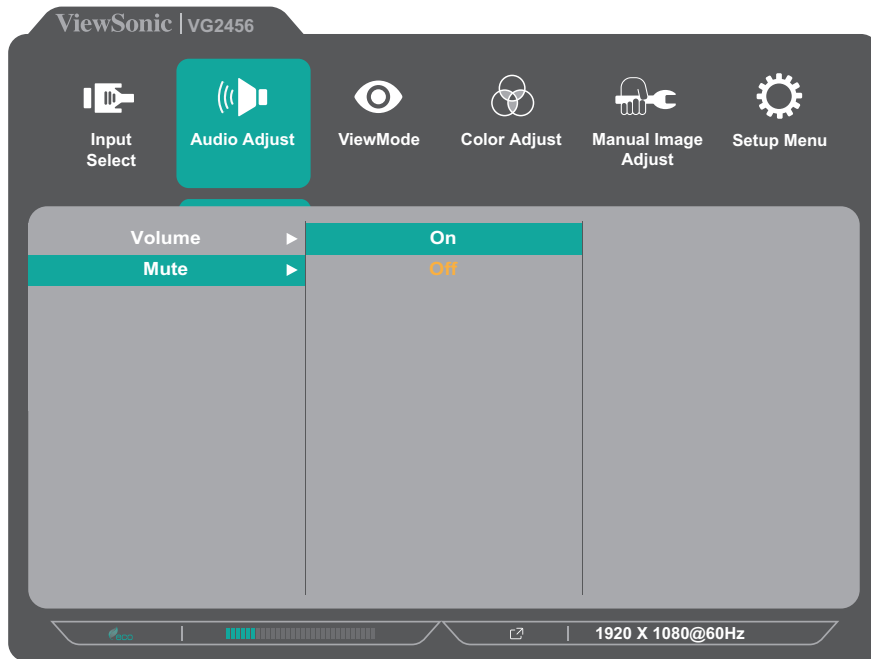 ViewSonic | VG2456
Input
Select
Audio Adjust
ViewMode
Color Adjust
Manual Image
Adjust
Setup Menu
Volume
On
Mute
Off
eco
1920 X 1080@60Hz